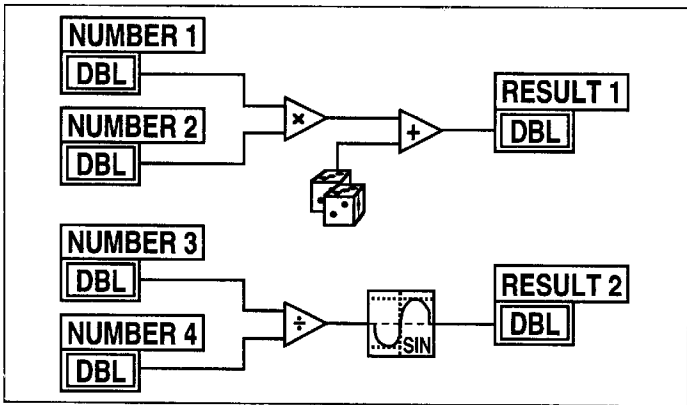 NUMBER 1
DBL
NUMBER 2
DBL
×
+
RESULT 1
DBL
NUMBER 3
DBL
NUMBER 4
DBL
÷
SIN
RESULT 2
DBL